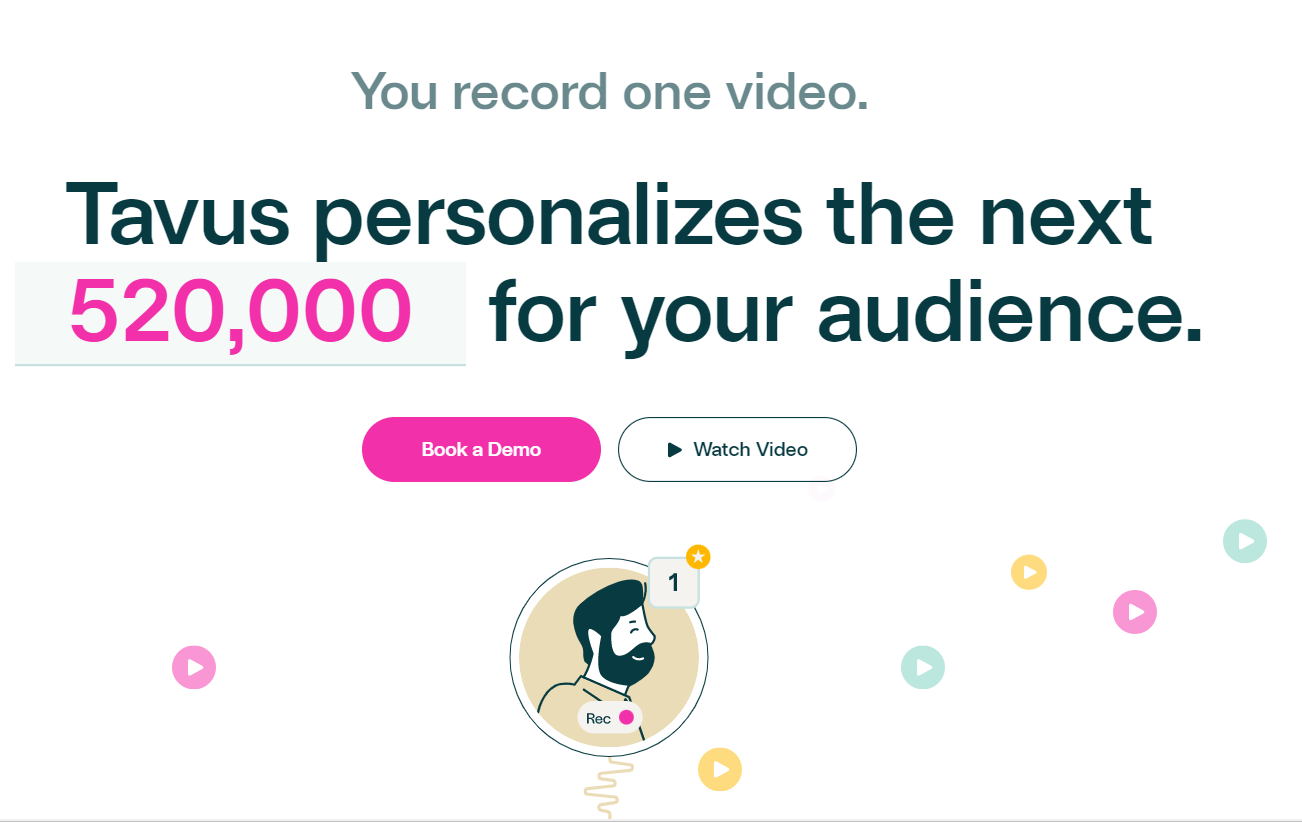 You record one video.
Tavus personalizes the next
520,000 for your audience.
Book a Demo
Watch Video
1
Rec